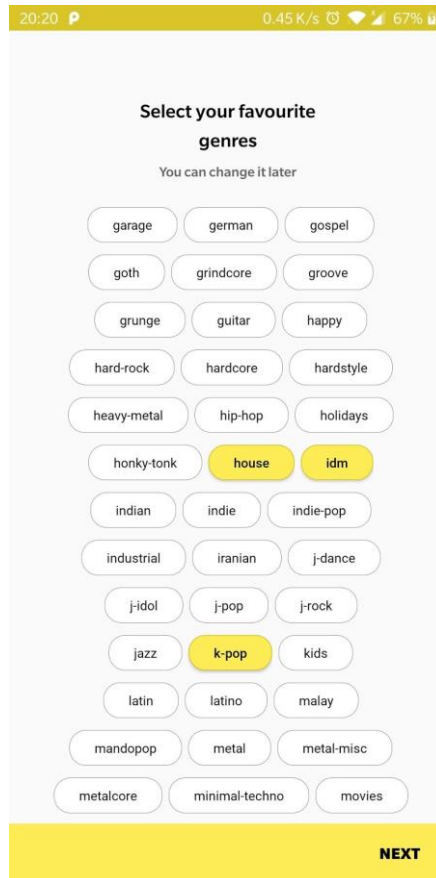 20:20 P 0.45 K/s 67%
Select your favourite
genres
You can change it later
garage german gospel
goth grindcore groove
grunge guitar happy
hard-rock hardcore hardstyle
heavy-metal hip-hop holidays
honky-tonk house idm
indian indie indie-pop
industrial iranian j-dance
j-idol j-pop j-rock
jazz k-pop kids
latin latino malay
mandopop metal metal-misc
metalcore minimal-techno movies
NEXT